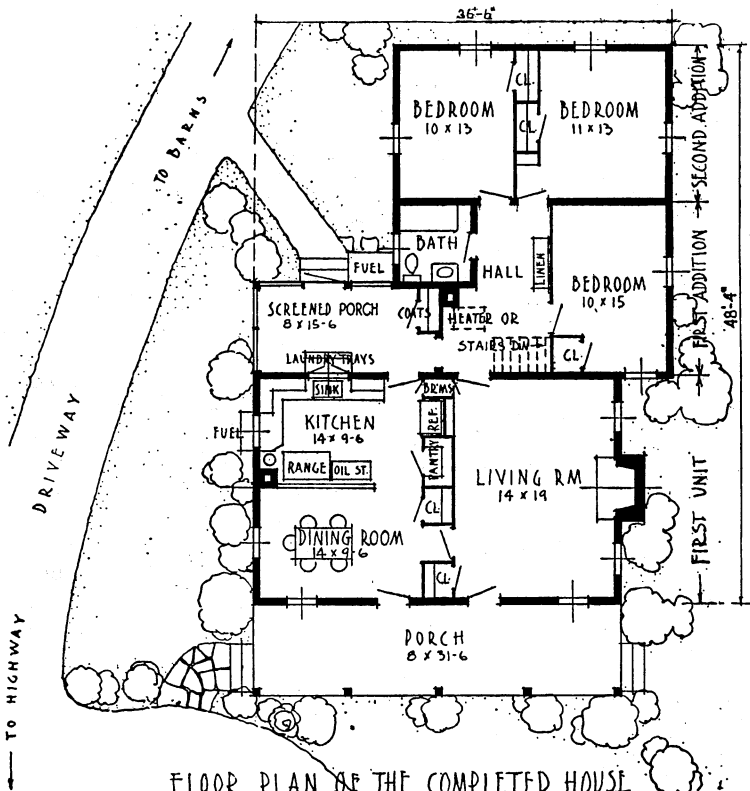 36'-6"
TO BARNS
CL.
BEDROOM
10 x 13
BEDROOM
11 x 13
CL.
SECOND ADDITION
BATH
FUEL
HALL
LINEN
BEDROOM
10 x 15
FIRST ADDITION
48'-4"
SCREENED PORCH
8 x 15-6
COATS
HEATER OR
STAIRS DN
CL.
LAUNDRY TRAYS
SINK
BR'MS
KITCHEN
14 x 9-6
REF.
FUEL
RANGE
OIL ST.
PANTRY
LIVING RM
14 x 19
CL.
DRIVEWAY
DINING ROOM
14 x 9-6
CL.
FIRST UNIT
PORCH
8 x 31-6
TO HIGHWAY
FLOOR PLAN OF THE COMPLETED HOUSE